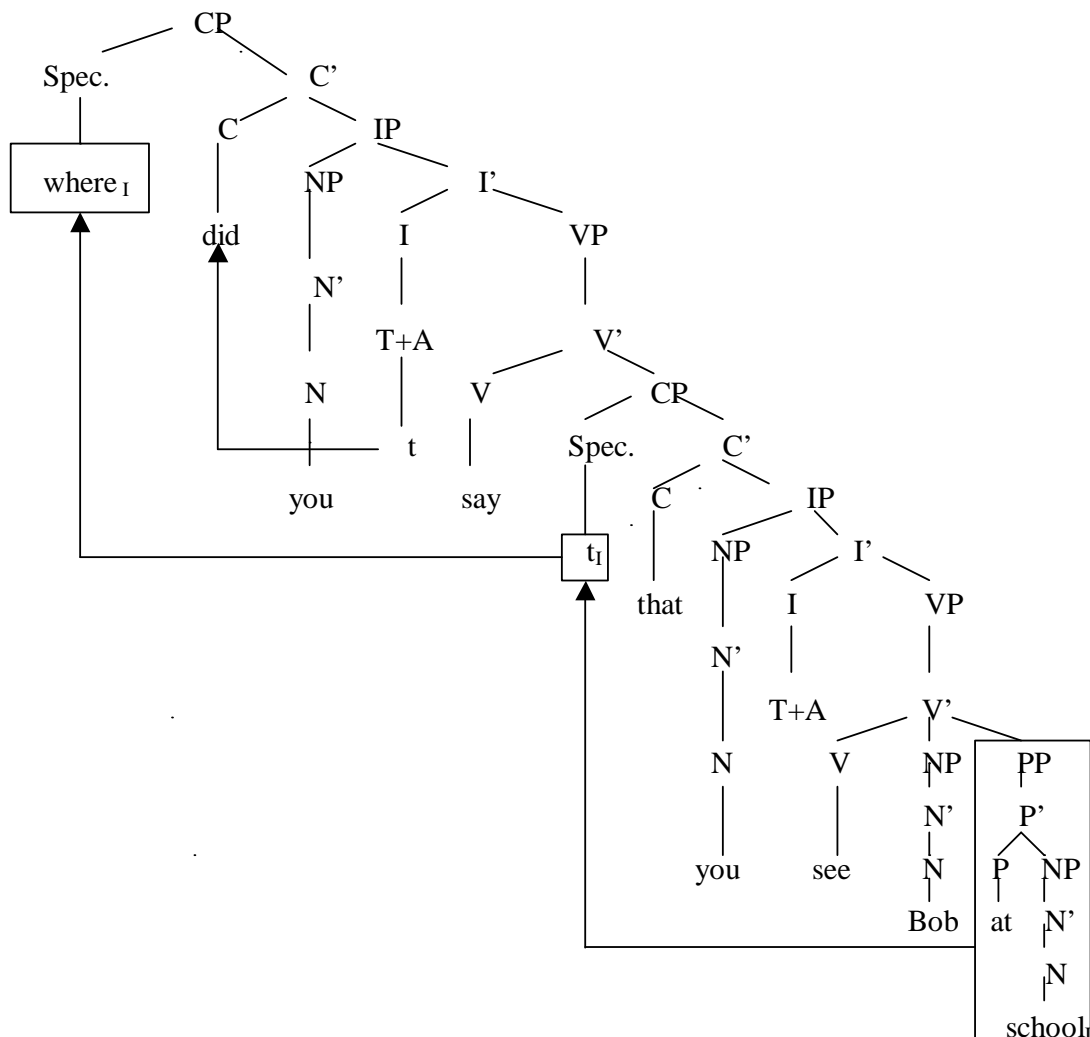 CP
Spec. C'
C IP
where I NP I'
did I VP
N'
T+A V'
N V CP
t Spec. C'
you say C IP
t I NP I'
that I VP
N'
T+A V'
N V NP PP
N' P'
you see N P NP
Bob at N'
N
school I